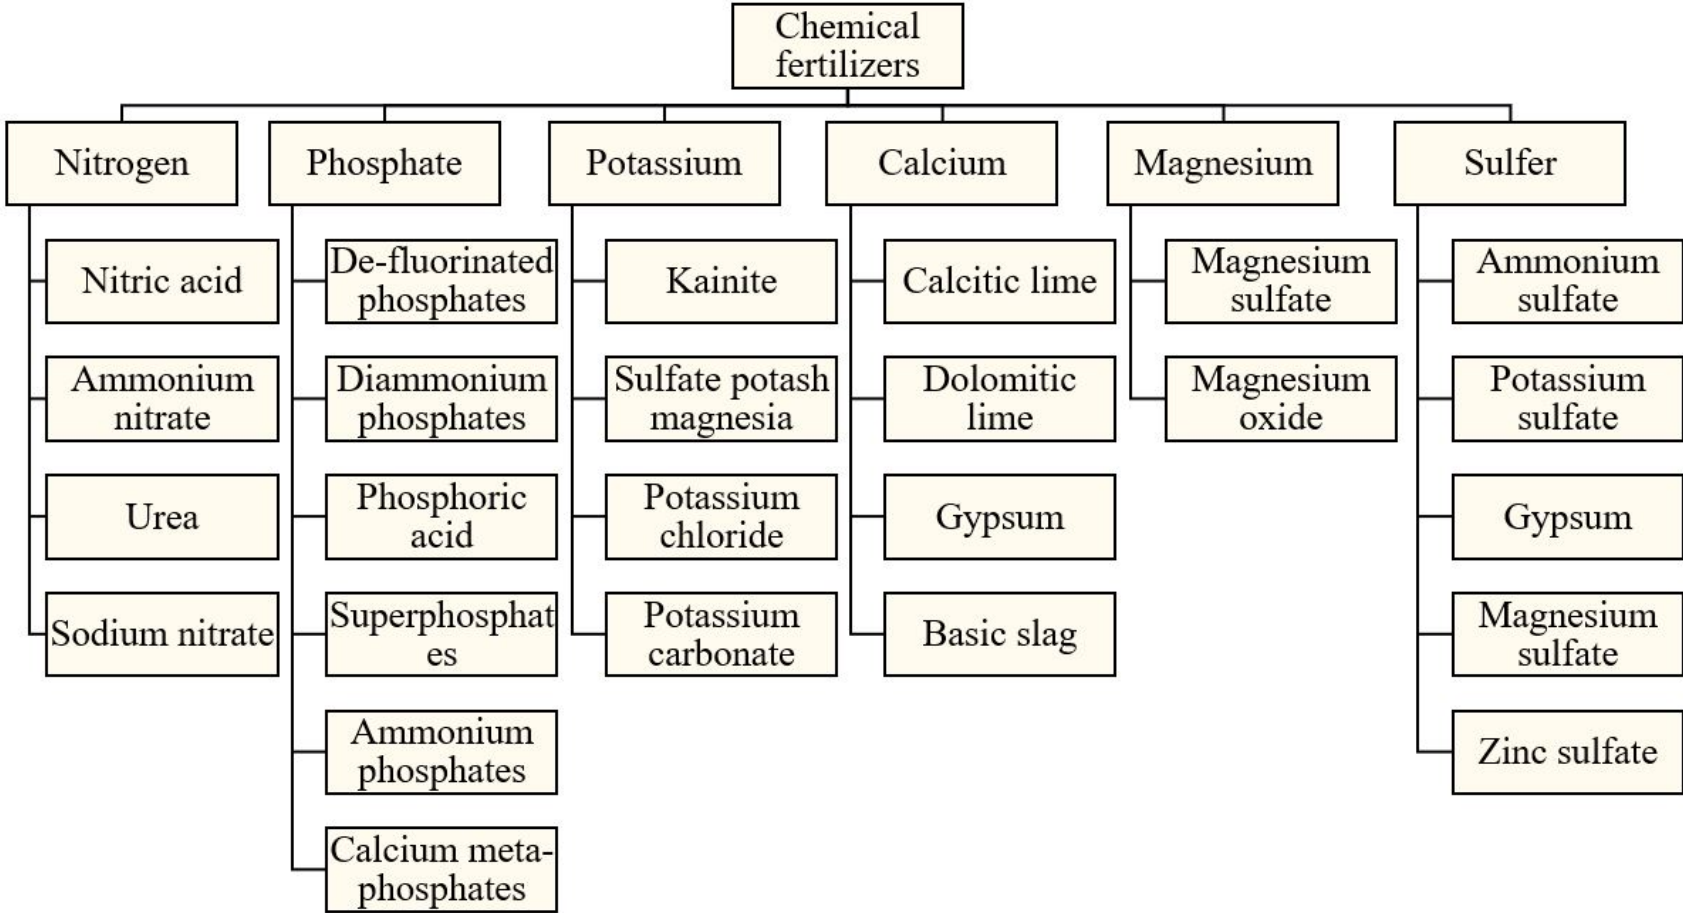 Chemical
fertilizers
Nitrogen
Phosphate
Potassium
Calcium
Magnesium
Sulfer
Nitric acid
Ammonium
nitrate
Urea
Sodium nitrate
De-fluorinated
phosphates
Diammonium
phosphates
Phosphoric
acid
Superphosphat
es
Ammonium
phosphates
Calcium meta-
phosphates
Kainite
Sulfate potash
magnesia
Potassium
chloride
Potassium
carbonate
Calcitic lime
Dolomitic
lime
Gypsum
Basic slag
Magnesium
sulfate
Magnesium
oxide
Ammonium
sulfate
Potassium
sulfate
Gypsum
Magnesium
sulfate
Zinc sulfate